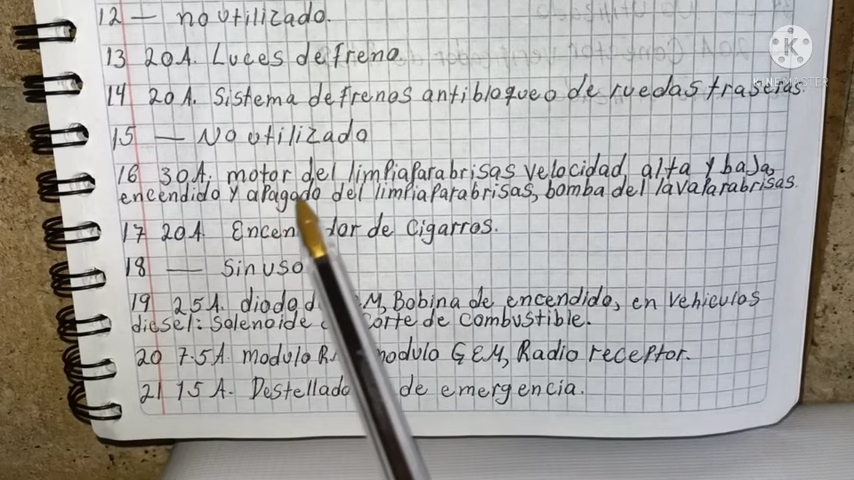 12 — no utilizado.
13 20A. Luces de freno
14 20A. Sistema de frenos antibloqueo de ruedas traseras.
15 — No utilizado
16 30A. motor del limpiaparabrisas velocidad alta y baja,
encendido y apagado del limpiaparabrisas, bomba del lavaparabrisas.
17 20A. de Cigarros.
18 — Sin uso
19 25A. diodo Bobina de encendido, en vehiculos
diesel: Solenoide Corte de combustible.
20 7.5A modulo modulo GEM, Radio receptor.
21 15A. de emergencia.
KINEMASTER